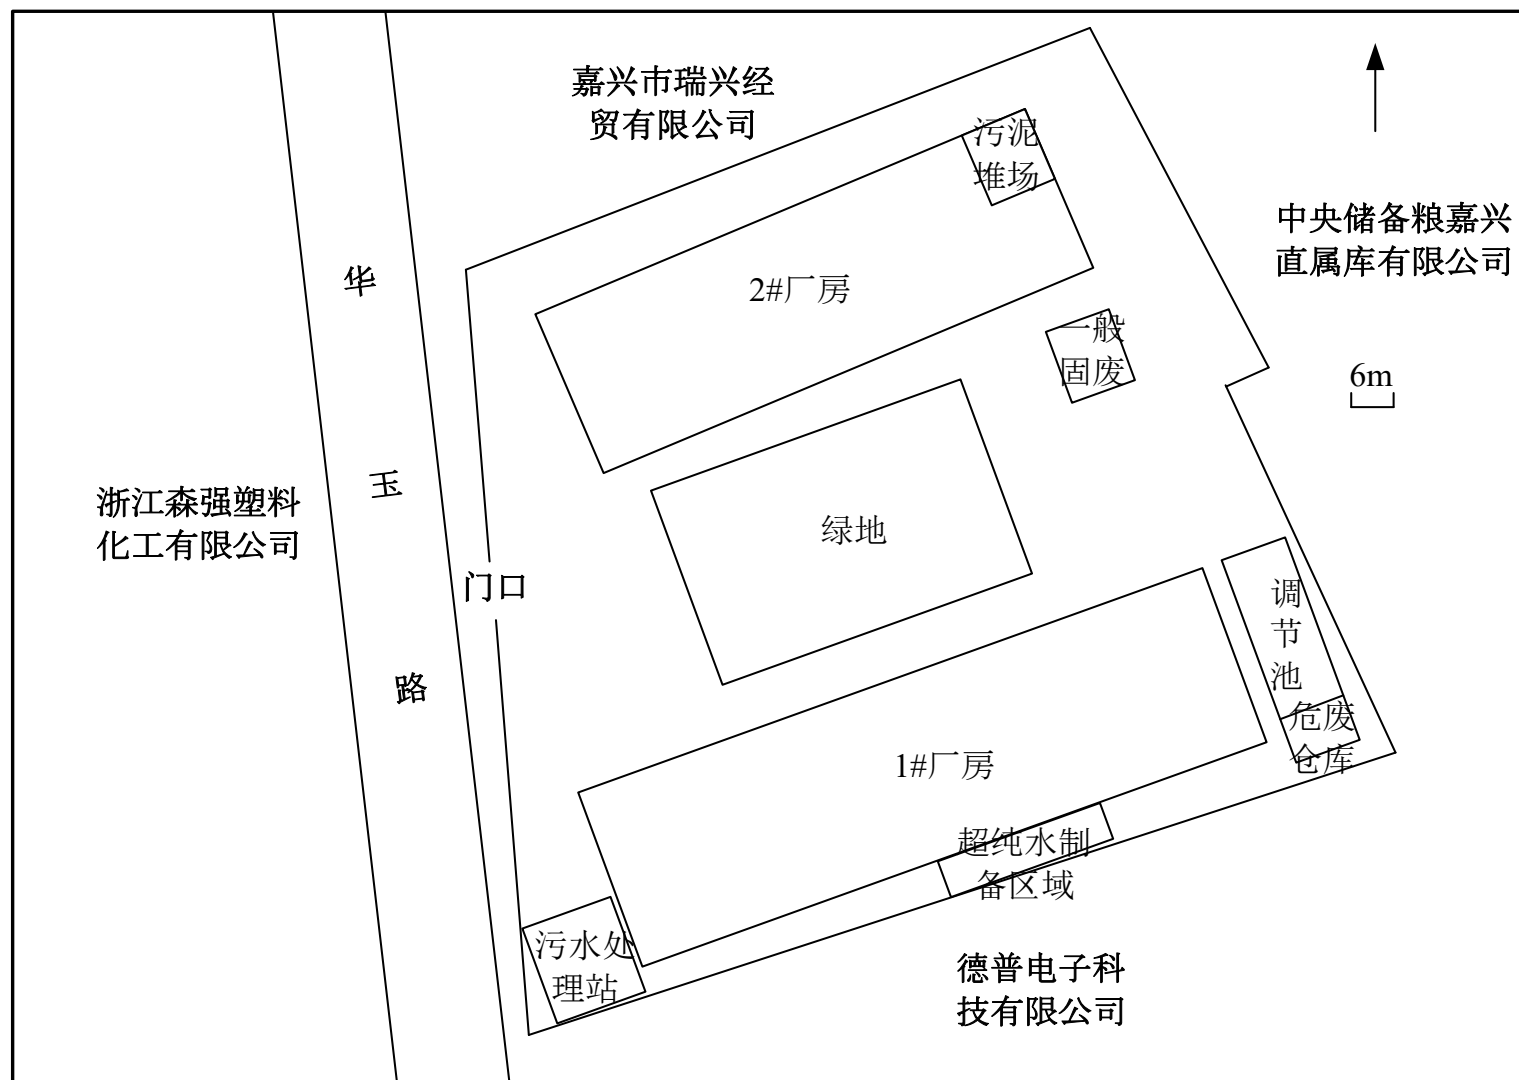 嘉兴市瑞兴经
贸有限公司
污泥
堆场
中央储备粮嘉兴
直属库有限公司
华
玉
路
2#厂房
一般
固废
6m
浙江森强塑料
化工有限公司
绿地
门口
调
节
池
危废
仓库
1#厂房
超纯水制
备区域
污水处
理站
德普电子科
技有限公司